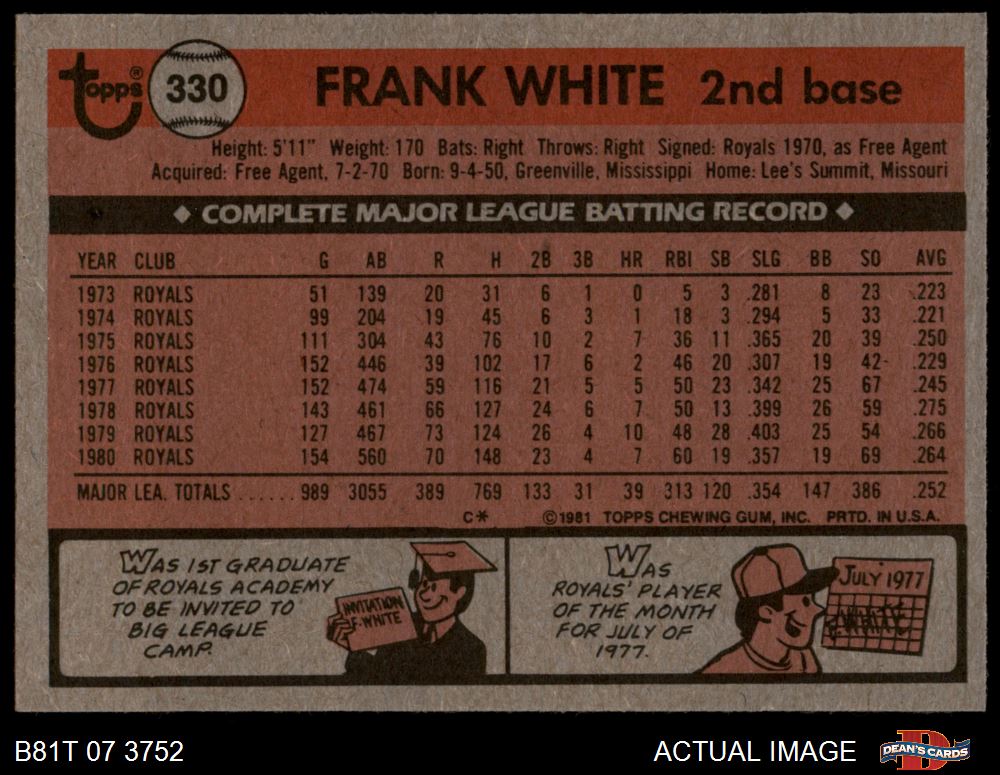 topps® 330 FRANK WHITE 2nd base
Height: 5'11" Weight: 170 Bats: Right Throws: Right Signed: Royals 1970, as Free Agent
Acquired: Free Agent, 7-2-70 Born: 9-4-50, Greenville, Mississippi Home: Lee's Summit, Missouri
◆ COMPLETE MAJOR LEAGUE BATTING RECORD ◆
YEAR CLUB G AB R H 2B 3B HR RBI SB SLG BB SO AVG
1973 ROYALS 51 139 20 31 6 1 0 5 3 .281 8 23 .223
1974 ROYALS 99 204 19 45 6 3 1 18 3 .294 5 33 .221
1975 ROYALS 111 304 43 76 10 2 7 36 11 .365 20 39 .250
1976 ROYALS 152 446 39 102 17 6 2 46 20 .307 19 42 .229
1977 ROYALS 152 474 59 116 21 5 5 50 23 .342 25 67 .245
1978 ROYALS 143 461 66 127 24 6 7 50 13 .399 26 59 .275
1979 ROYALS 127 467 73 124 26 4 10 48 28 .403 25 54 .266
1980 ROYALS 154 560 70 148 23 4 7 60 19 .357 19 69 .264
MAJOR LEA. TOTALS ...... 989 3055 389 769 133 31 39 313 120 .354 147 386 .252
C* ©1981 TOPPS CHEWING GUM, INC. PRTD. IN U.S.A.
WAS 1ST GRADUATE
OF ROYALS ACADEMY
TO BE INVITED TO
BIG LEAGUE
CAMP.
INVITATION
F. WHITE
WAS
ROYALS' PLAYER
OF THE MONTH
FOR JULY OF
1977.
JULY 1977
F. WHITE
B81T 07 3752 ACTUAL IMAGE DEAN'S CARDS